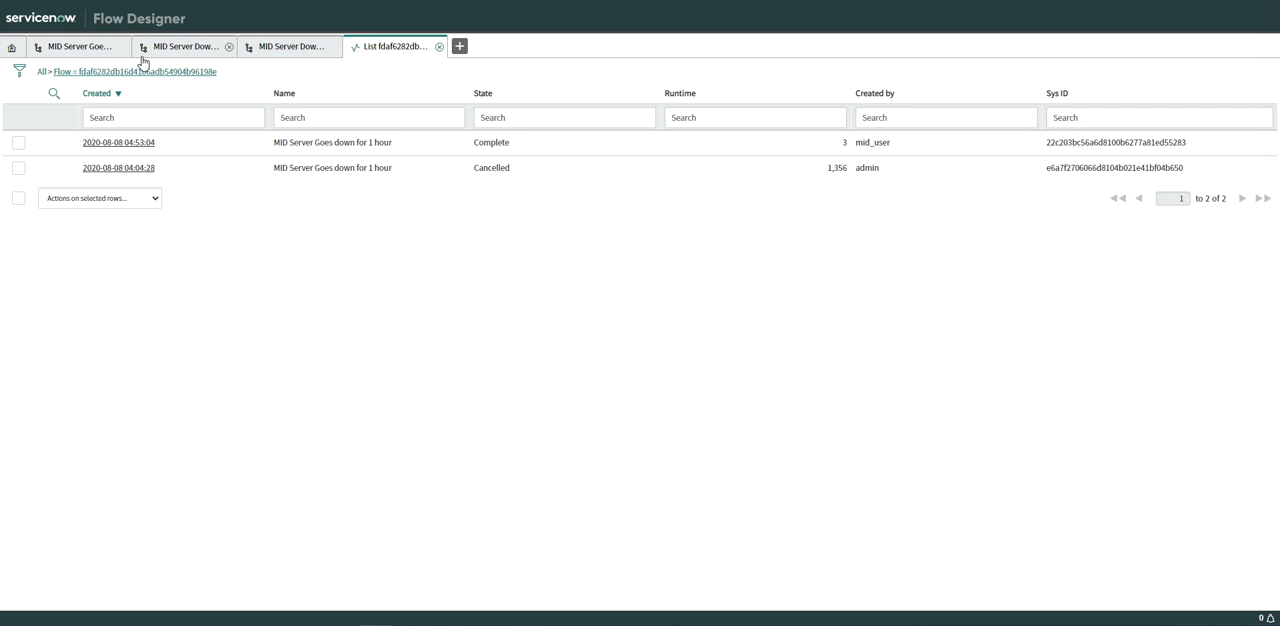 servicenow Flow Designer
MID Server Goe... MID Server Dow... MID Server Dow... List fdaf6282db...
All > Flow = fdaf6282db16d4106adb54904b96198e
Created ▼ Name State Runtime Created by Sys ID
Search Search Search Search Search Search
2020-08-08 04:53:04 MID Server Goes down for 1 hour Complete 3 mid_user 22c203bc56a6d8100b6277a81ed55283
2020-08-08 04:04:28 MID Server Goes down for 1 hour Cancelled 1,356 admin e6a7f2706066d8104b021e41bf04b650
Actions on selected rows... 1 to 2 of 2
0